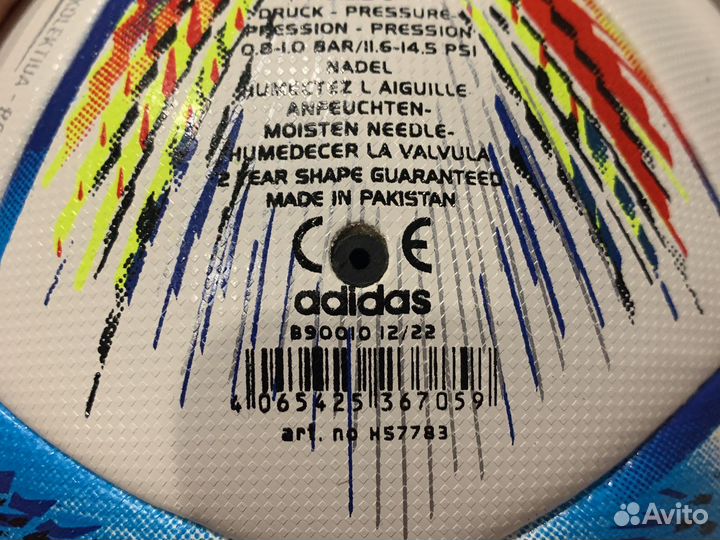 DRUCK - PRESSURE-
PRESSION - PRESSION-
0.8-1.0 BAR/11.6-14.5 PSI
NADEL
HUMECTEZ L AIGUILLE
ANFEUCHTEN-
MOISTEN NEEDLE-
HUMEDECER LA VALVULA
2 YEAR SHAPE GUARANTEED
MADE IN PAKISTAN
CE
adidas
B90010 12/22
4 065425 367059
art. no H57783
Avito